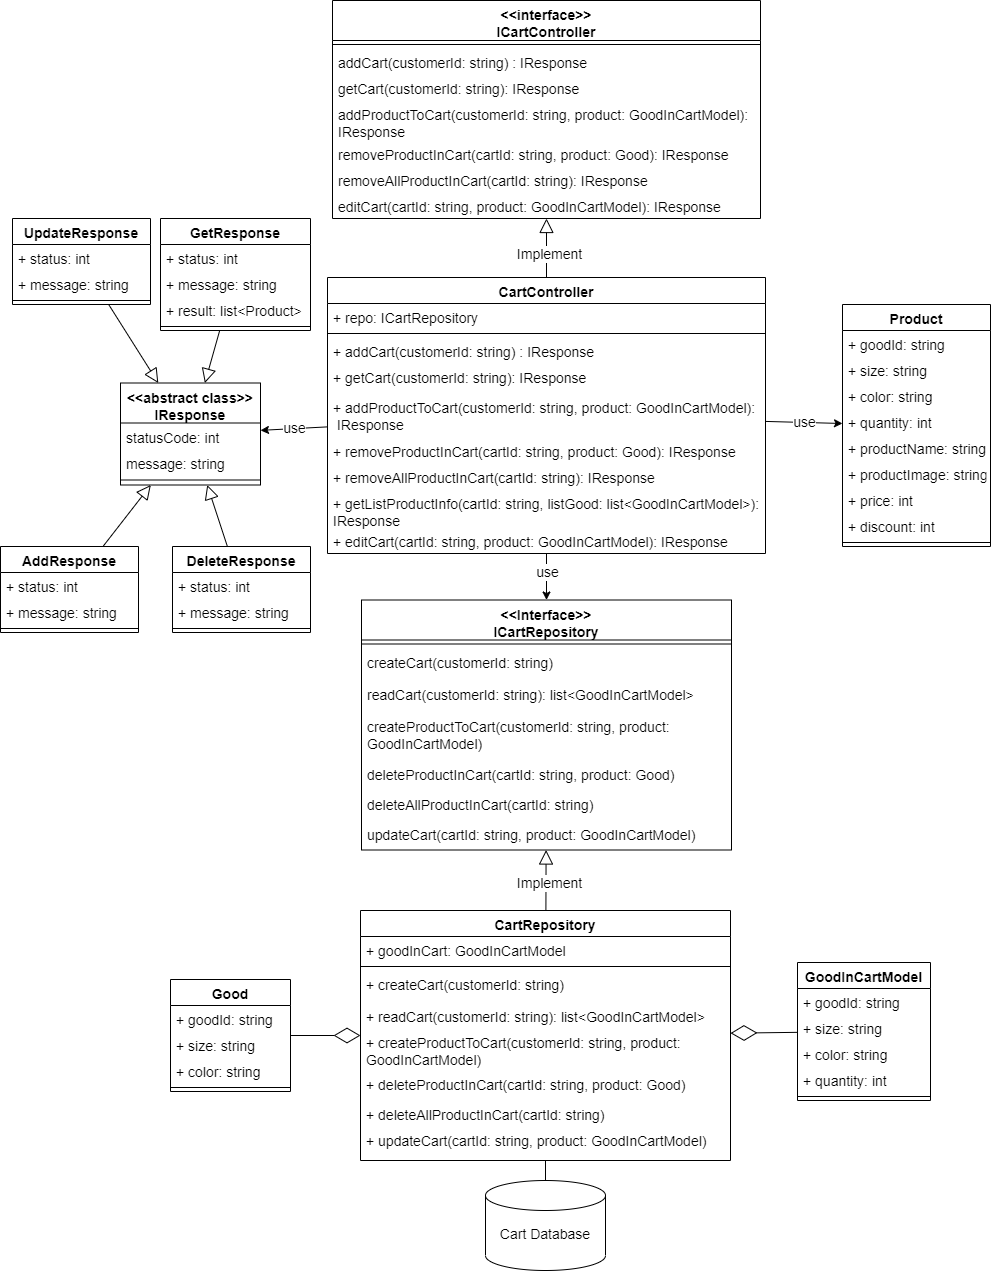 <<interface>>
ICartController
addCart(customerId: string) : IResponse
getCart(customerId: string): IResponse
addProductToCart(customerId: string, product: GoodInCartModel):
IResponse
removeProductInCart(cartId: string, product: Good): IResponse
removeAllProductInCart(cartId: string): IResponse
editCart(cartId: string, product: GoodInCartModel): IResponse
Implement
UpdateResponse
+ status: int
+ message: string
GetResponse
+ status: int
+ message: string
+ result: list<Product>
<<abstract class>>
IResponse
statusCode: int
message: string
AddResponse
+ status: int
+ message: string
DeleteResponse
+ status: int
+ message: string
use
CartController
+ repo: ICartRepository
+ addCart(customerId: string) : IResponse
+ getCart(customerId: string): IResponse
+ addProductToCart(customerId: string, product: GoodInCartModel):
IResponse
+ removeProductInCart(cartId: string, product: Good): IResponse
+ removeAllProductInCart(cartId: string): IResponse
+ getListProductInfo(cartId: string, listGood: list<GoodInCartModel>):
IResponse
+ editCart(cartId: string, product: GoodInCartModel): IResponse
use
Product
+ goodId: string
+ size: string
+ color: string
+ quantity: int
+ productName: string
+ productImage: string
+ price: int
+ discount: int
use
<<Interface>>
ICartRepository
createCart(customerId: string)
readCart(customerId: string): list<GoodInCartModel>
createProductToCart(customerId: string, product:
GoodInCartModel)
deleteProductInCart(cartId: string, product: Good)
deleteAllProductInCart(cartId: string)
updateCart(cartId: string, product: GoodInCartModel)
Implement
CartRepository
+ goodInCart: GoodInCartModel
+ createCart(customerId: string)
+ readCart(customerId: string): list<GoodInCartModel>
+ createProductToCart(customerId: string, product:
GoodInCartModel)
+ deleteProductInCart(cartId: string, product: Good)
+ deleteAllProductInCart(cartId: string)
+ updateCart(cartId: string, product: GoodInCartModel)
Good
+ goodId: string
+ size: string
+ color: string
GoodInCartModel
+ goodId: string
+ size: string
+ color: string
+ quantity: int
Cart Database